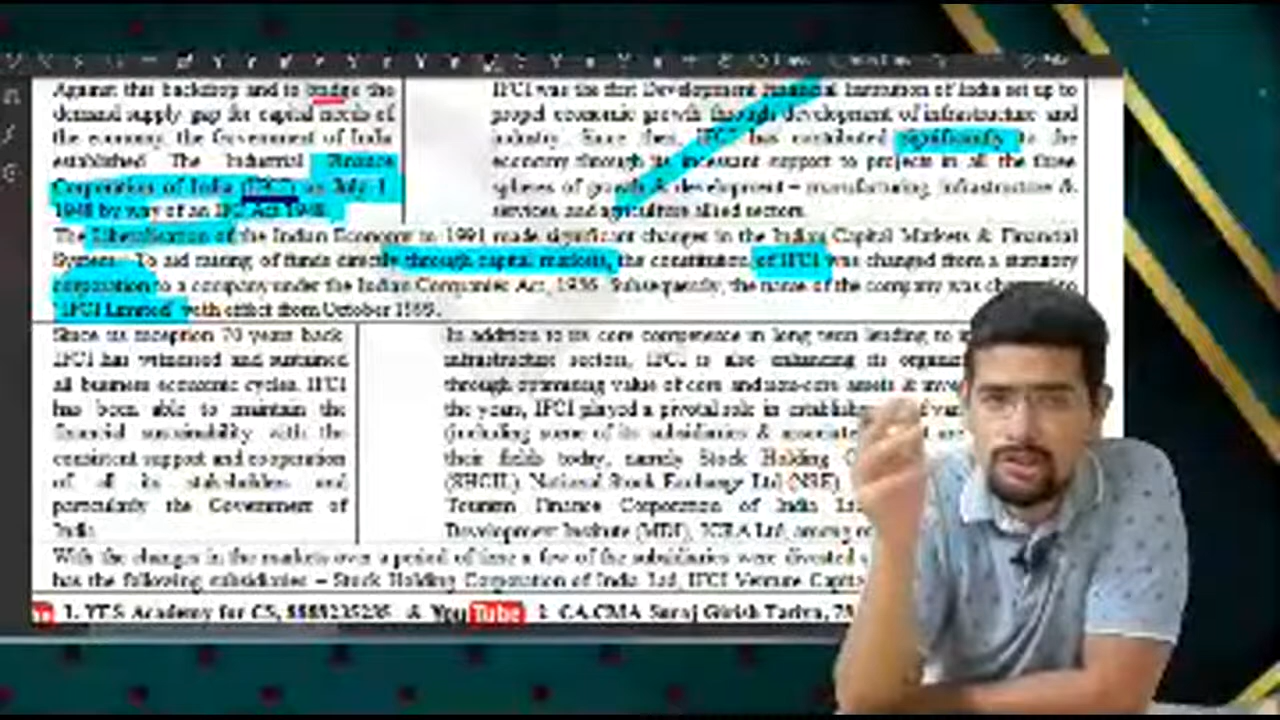 Against this backdrop and to bridge the
demand supply gap for capital needs of
the economy, the Government of India
established The Industrial Finance
Corporation of India (IFCI) on July 1
1948 by way of an IFC Act 1948.
IFCI was the first Development Financial Institution of India set up to
propel economic growth through development of infrastructure and
industry. Since then, IFCI has contributed significantly to the
economy through its incessant support to projects in all the three
spheres of growth & development – manufacturing, infrastructure &
services, and agriculture allied sectors.
The Liberalization of the Indian Economy in 1991 made significant changes in the Indian Capital Markets & Financial
System. To aid raising of funds directly through capital markets, the constitution of IFCI was changed from a statutory
corporation to a company under the Indian Companies Act, 1956. Subsequently, the name of the company was
'IFCI Limited' with effect from October 1999.
Since its inception 70 years back
IFCI has witnessed and sustained
all business economic cycles. IFCI
has been able to maintain the
financial sustainability with the
consistent support and cooperation
of all its stakeholders and
particularly the Government of
India.
In addition to its core competence in long term lending to
infrastructure sectors, IFCI is also enhancing its
through optimising value of core and non-core assets &
the years, IFCI played a pivotal role in
(including some of its subsidiaries & associates
their fields today, namely Stock Holding
(SHCIL), National Stock Exchange Ltd (NSE),
Tourism Finance Corporation of India
Development Institute (MDI), ICRA Ltd, among
With the changes in the markets over a period of time a few of the subsidiaries were divested
has the following subsidiaries – Stock Holding Corporation of India Ltd, IFCI Venture
1. YES Academy for CS, 8888235235 & You Tube 2. CA.CMA Suraj Girish Tatiya,